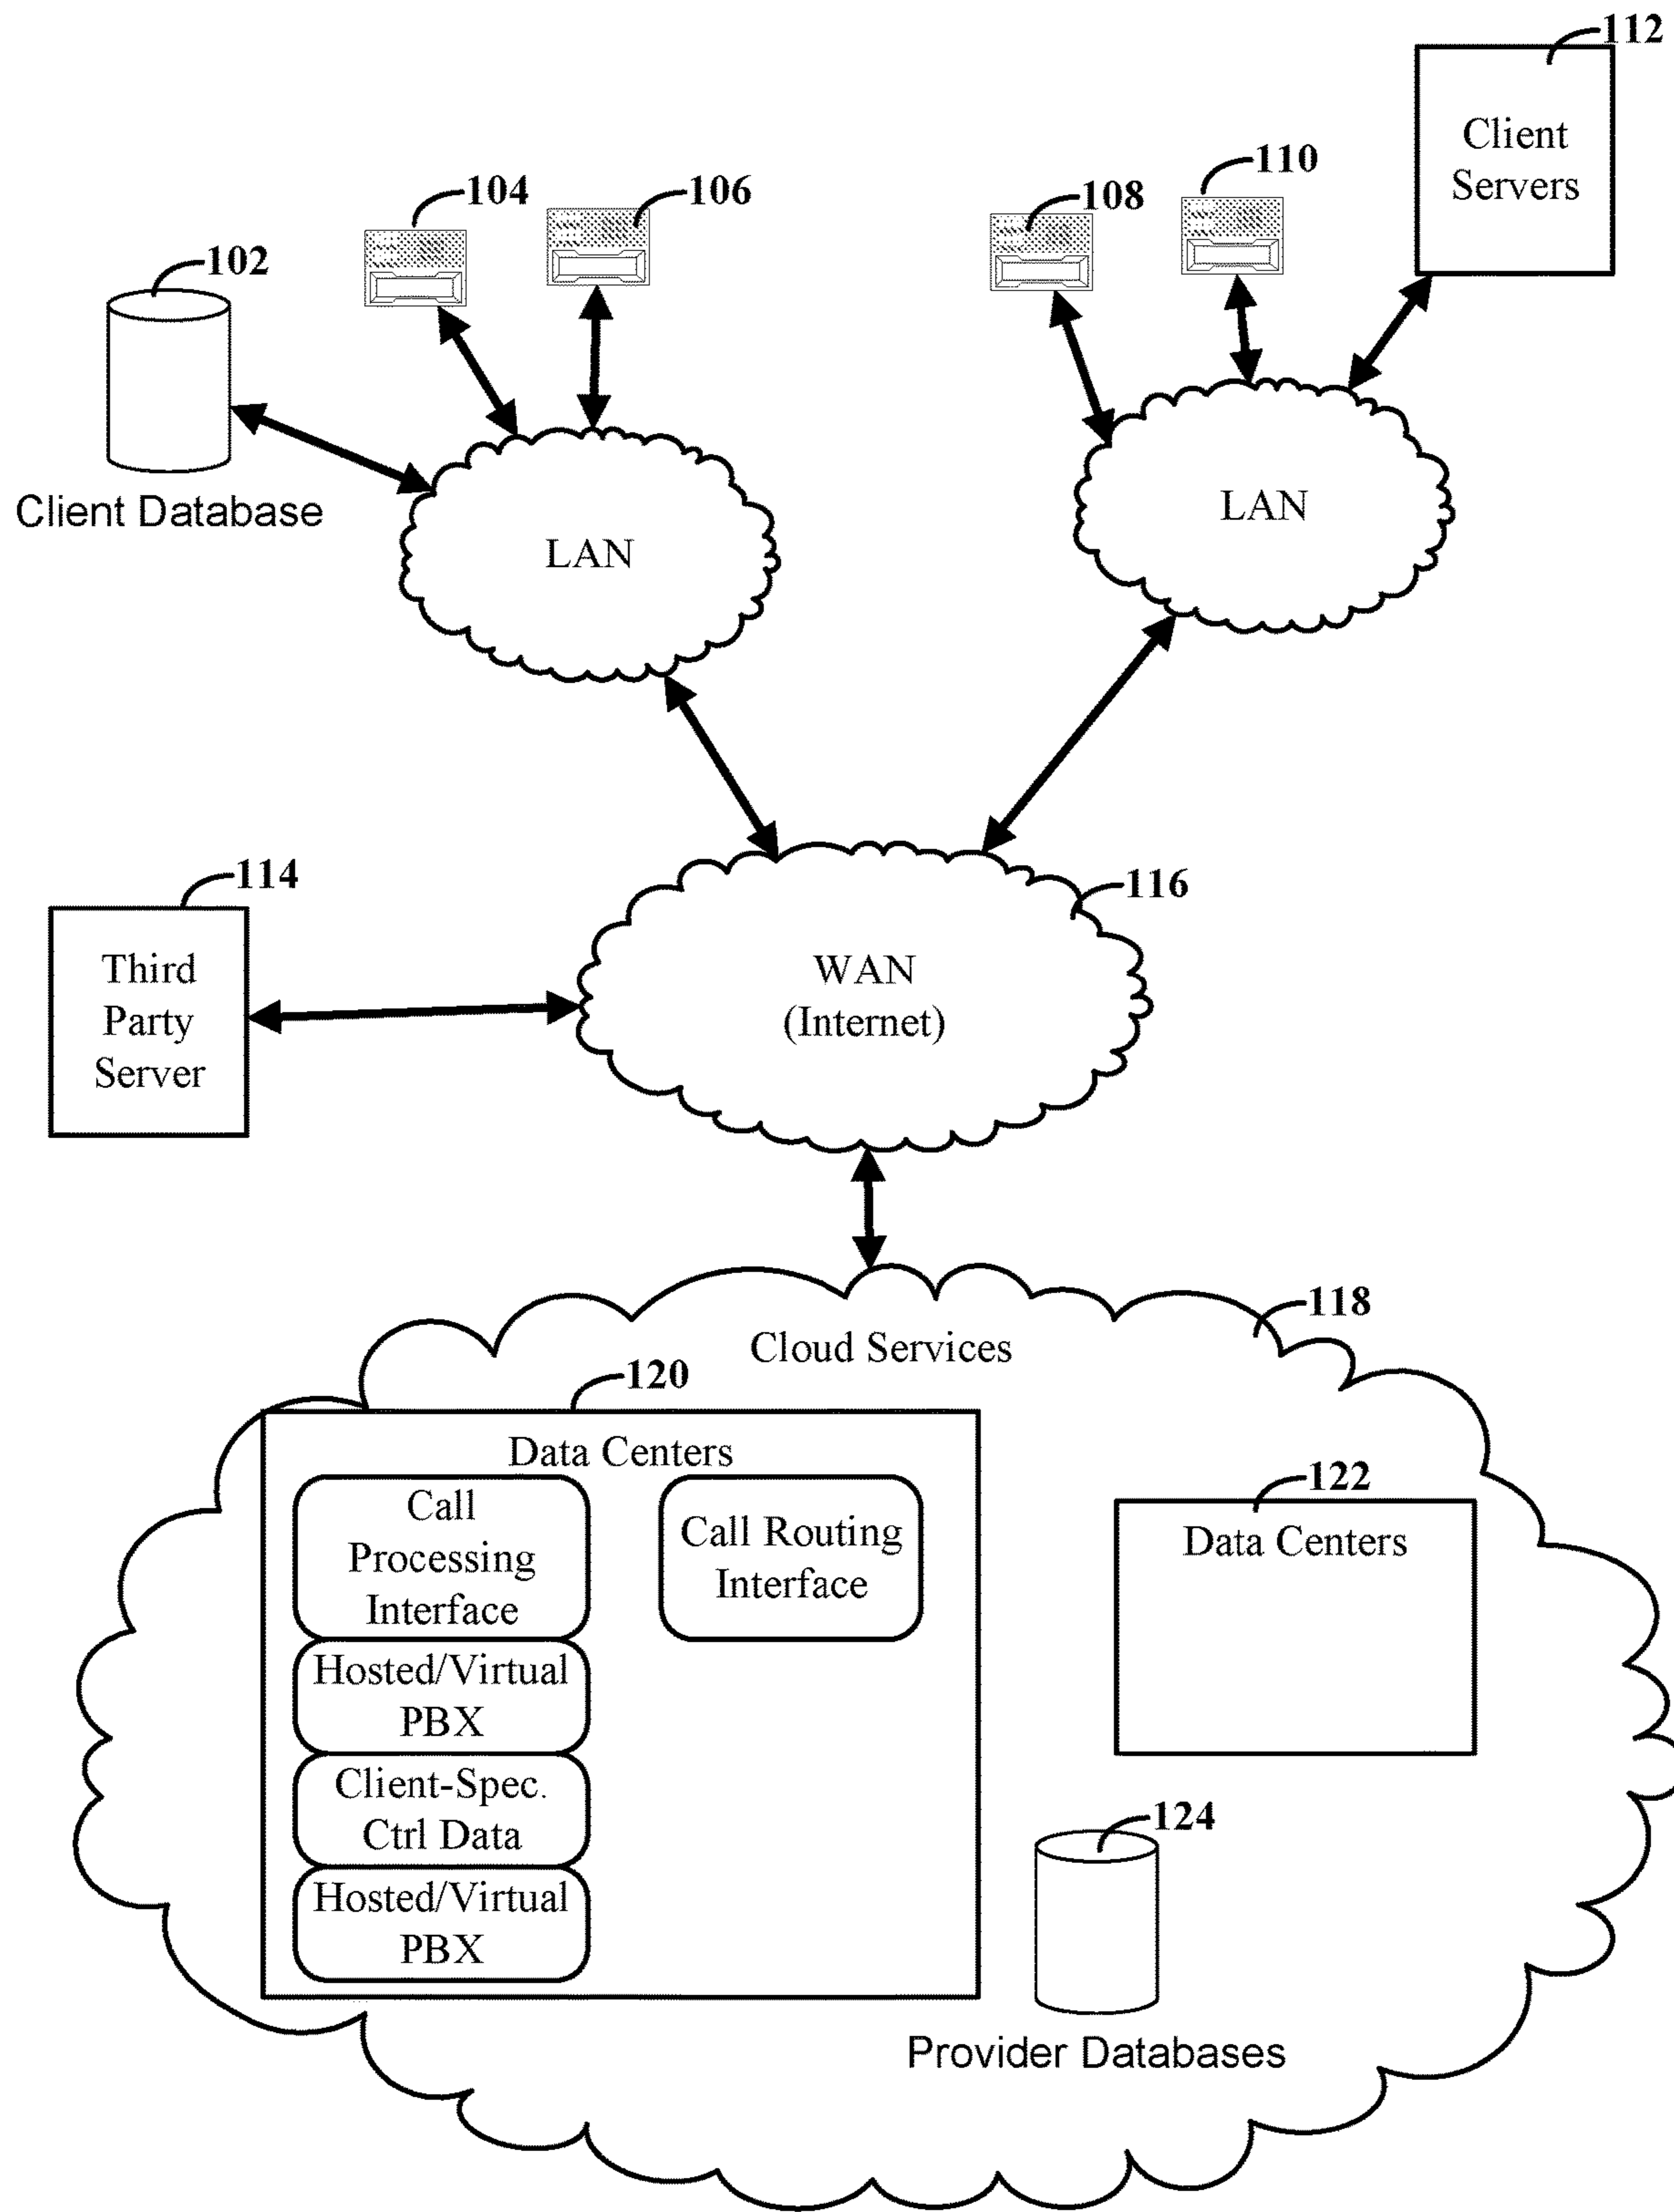 112
Client
Servers
110
104
106
108
102
Client Database
LAN
LAN
114
116
Third
Party
Server
WAN
(Internet)
118
Cloud Services
120
Data Centers
Call
Processing
Interface
Call Routing
Interface
122
Data Centers
Hosted/Virtual
PBX
Client-Spec.
Ctrl Data
Hosted/Virtual
PBX
124
Provider Databases